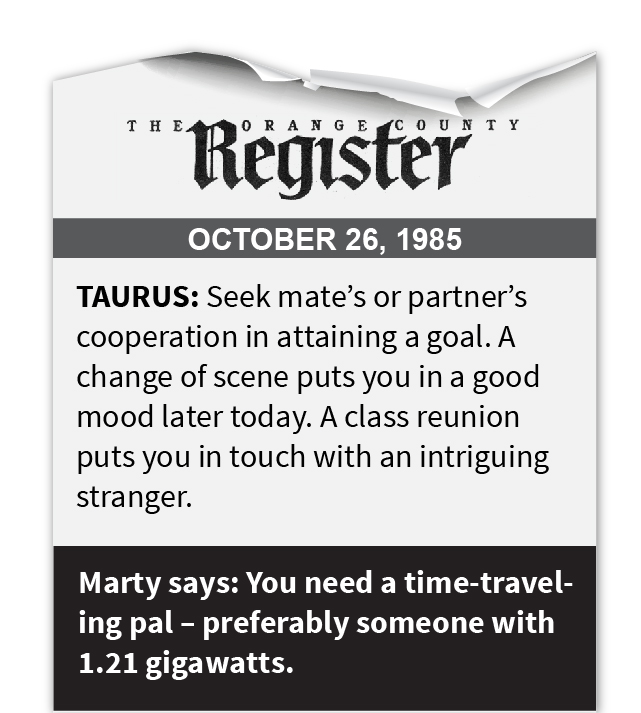 THE ORANGE COUNTY
Register
OCTOBER 26, 1985
TAURUS: Seek mate’s or partner’s
cooperation in attaining a goal. A
change of scene puts you in a good
mood later today. A class reunion
puts you in touch with an intriguing
stranger.
Marty says: You need a time-travel-
ing pal – preferably someone with
1.21 gigawatts.